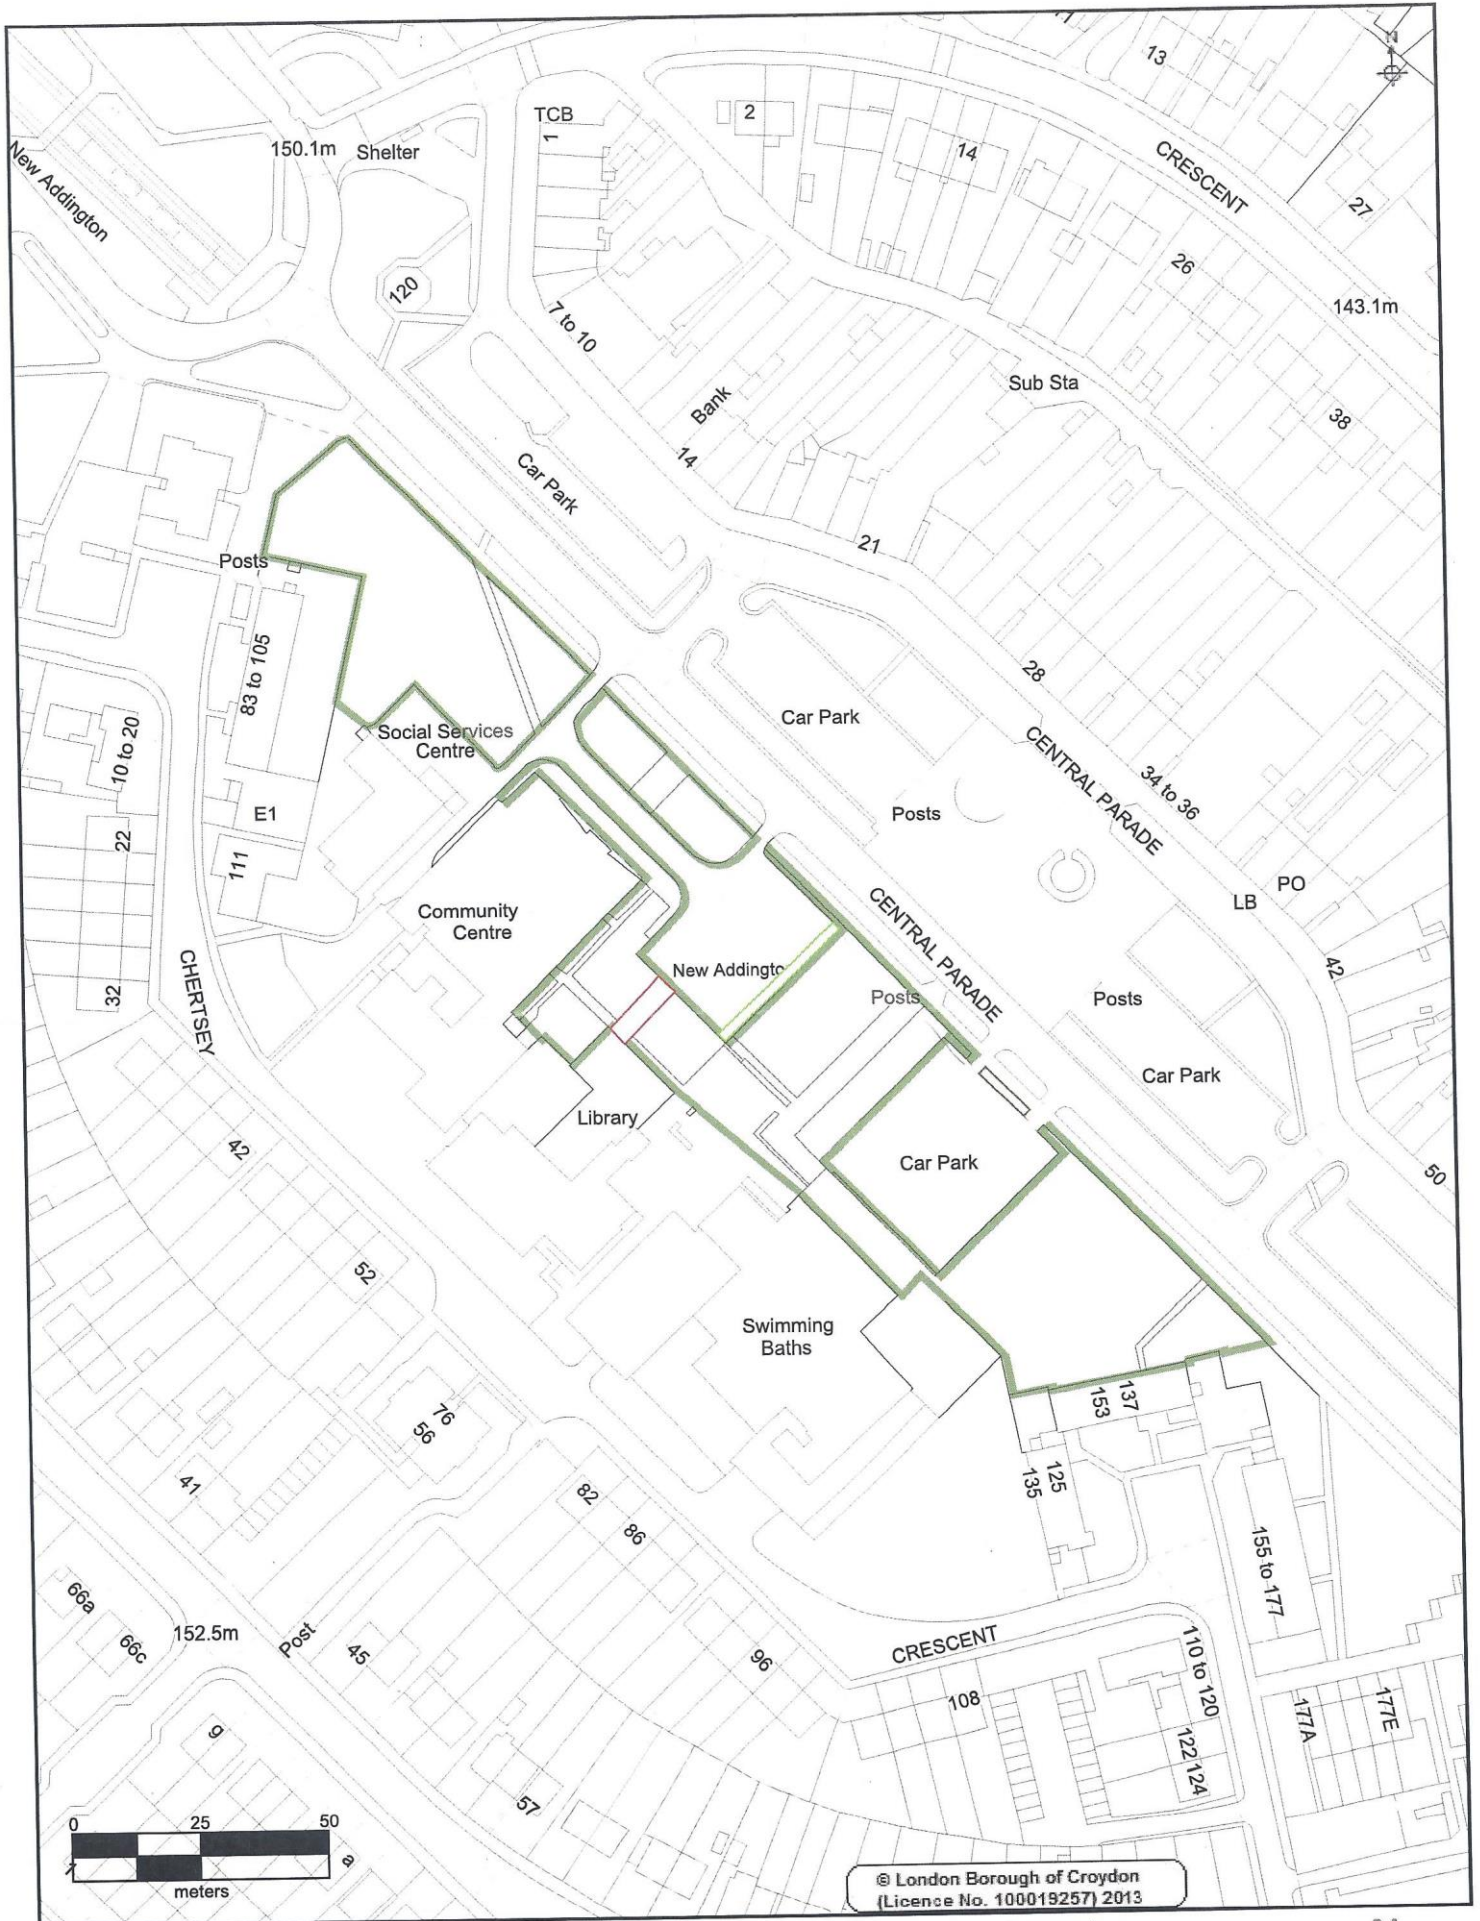 13
N
TCB
1
2
150.1m
Shelter
14
CRESCENT
New Addington
27
120
26
143.1m
7 to 10
Sub Sta
Bank
38
14
Car Park
21
Posts
83 to 105
28
10 to 20
Social Services
Centre
Car Park
CENTRAL PARADE
34 to 36
E1
Posts
22
111
PO
LB
Community
Centre
CENTRAL PARADE
42
New Addingto
Posts
Posts
32
CHERTSEY
Car Park
Library
42
Car Park
50
52
Swimming
Baths
76
56
153
137
41
135
125
82
86
155 to 177
66a
66c
152.5m
Post
45
96
CRESCENT
108
110 to 120
177A
177E
g
122
124
57
0
25
50
a
meters
© London Borough of Croydon
(Licence No. 100019257) 2013